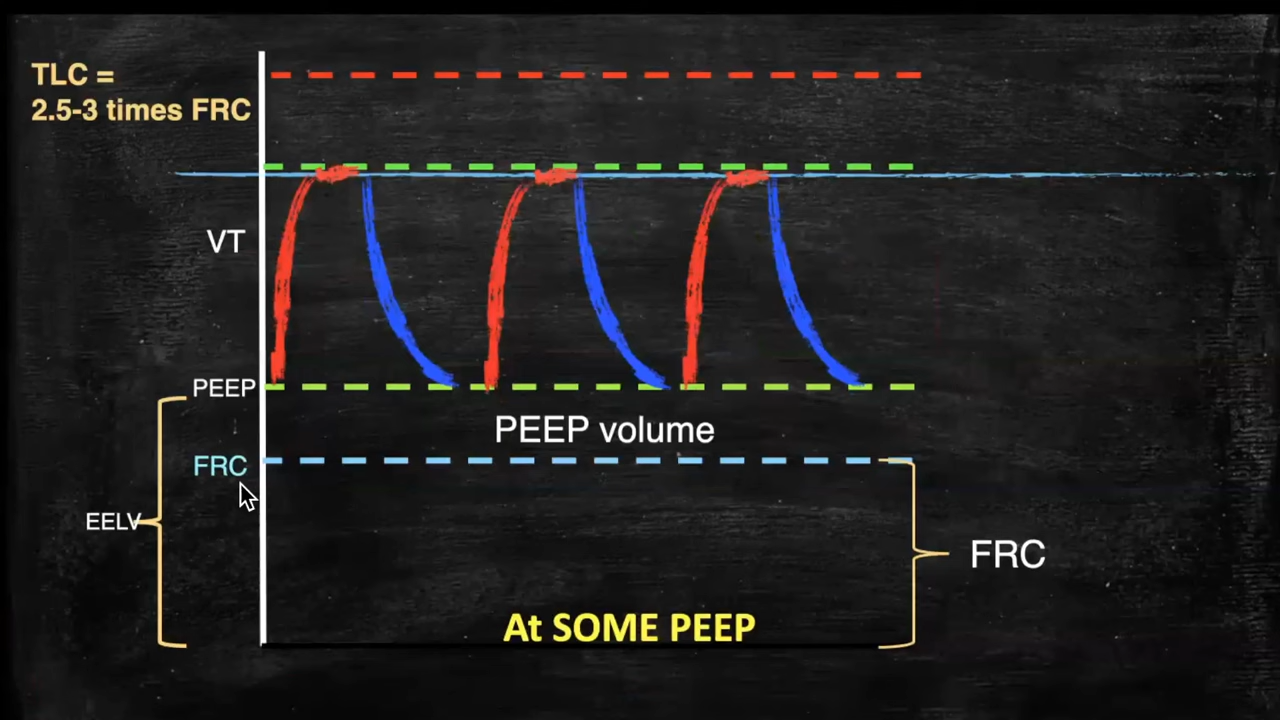 TLC =
2.5-3 times FRC
VT
PEEP
PEEP volume
FRC
EELV
FRC
At SOME PEEP